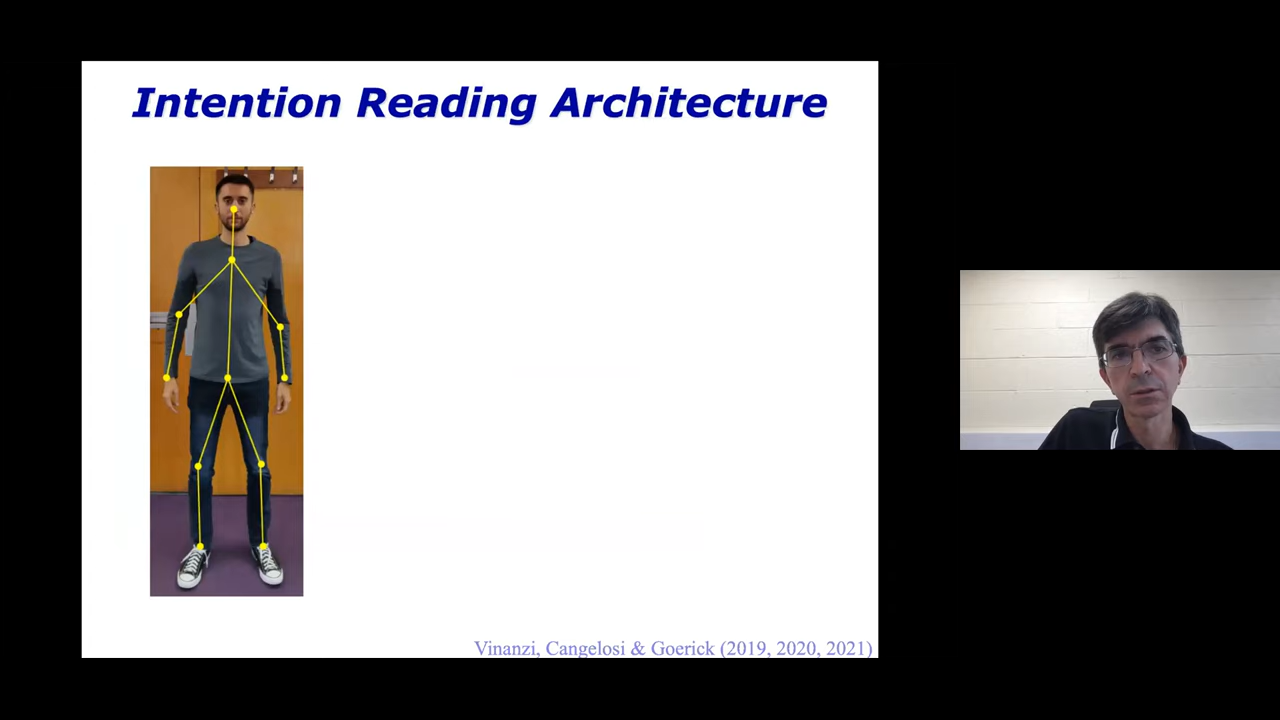 Intention Reading Architecture
Vinanzi, Cangelosi & Goerick (2019, 2020, 2021)